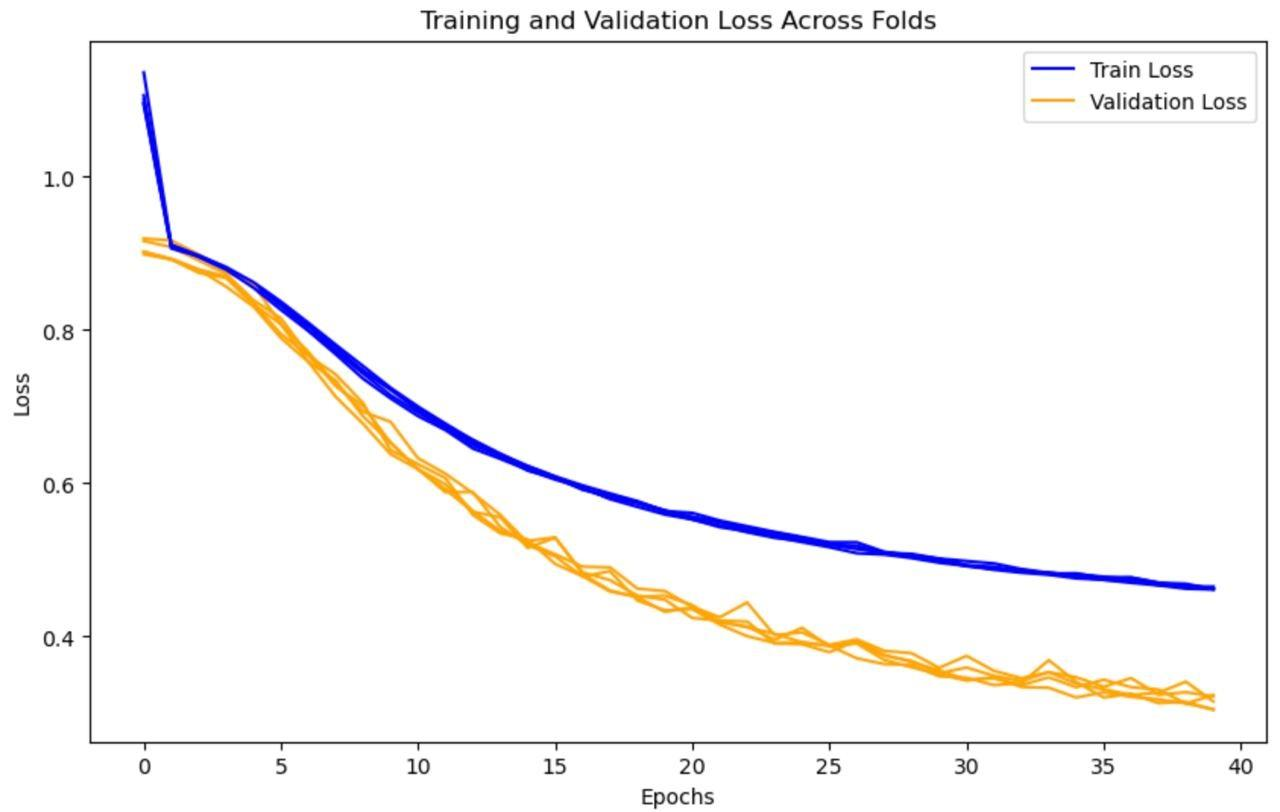 Training and Validation Loss Across Folds
Train Loss
Validation Loss
1.0
0.8
0.6
0.4
Loss
0 5 10 15 20 25 30 35 40
Epochs